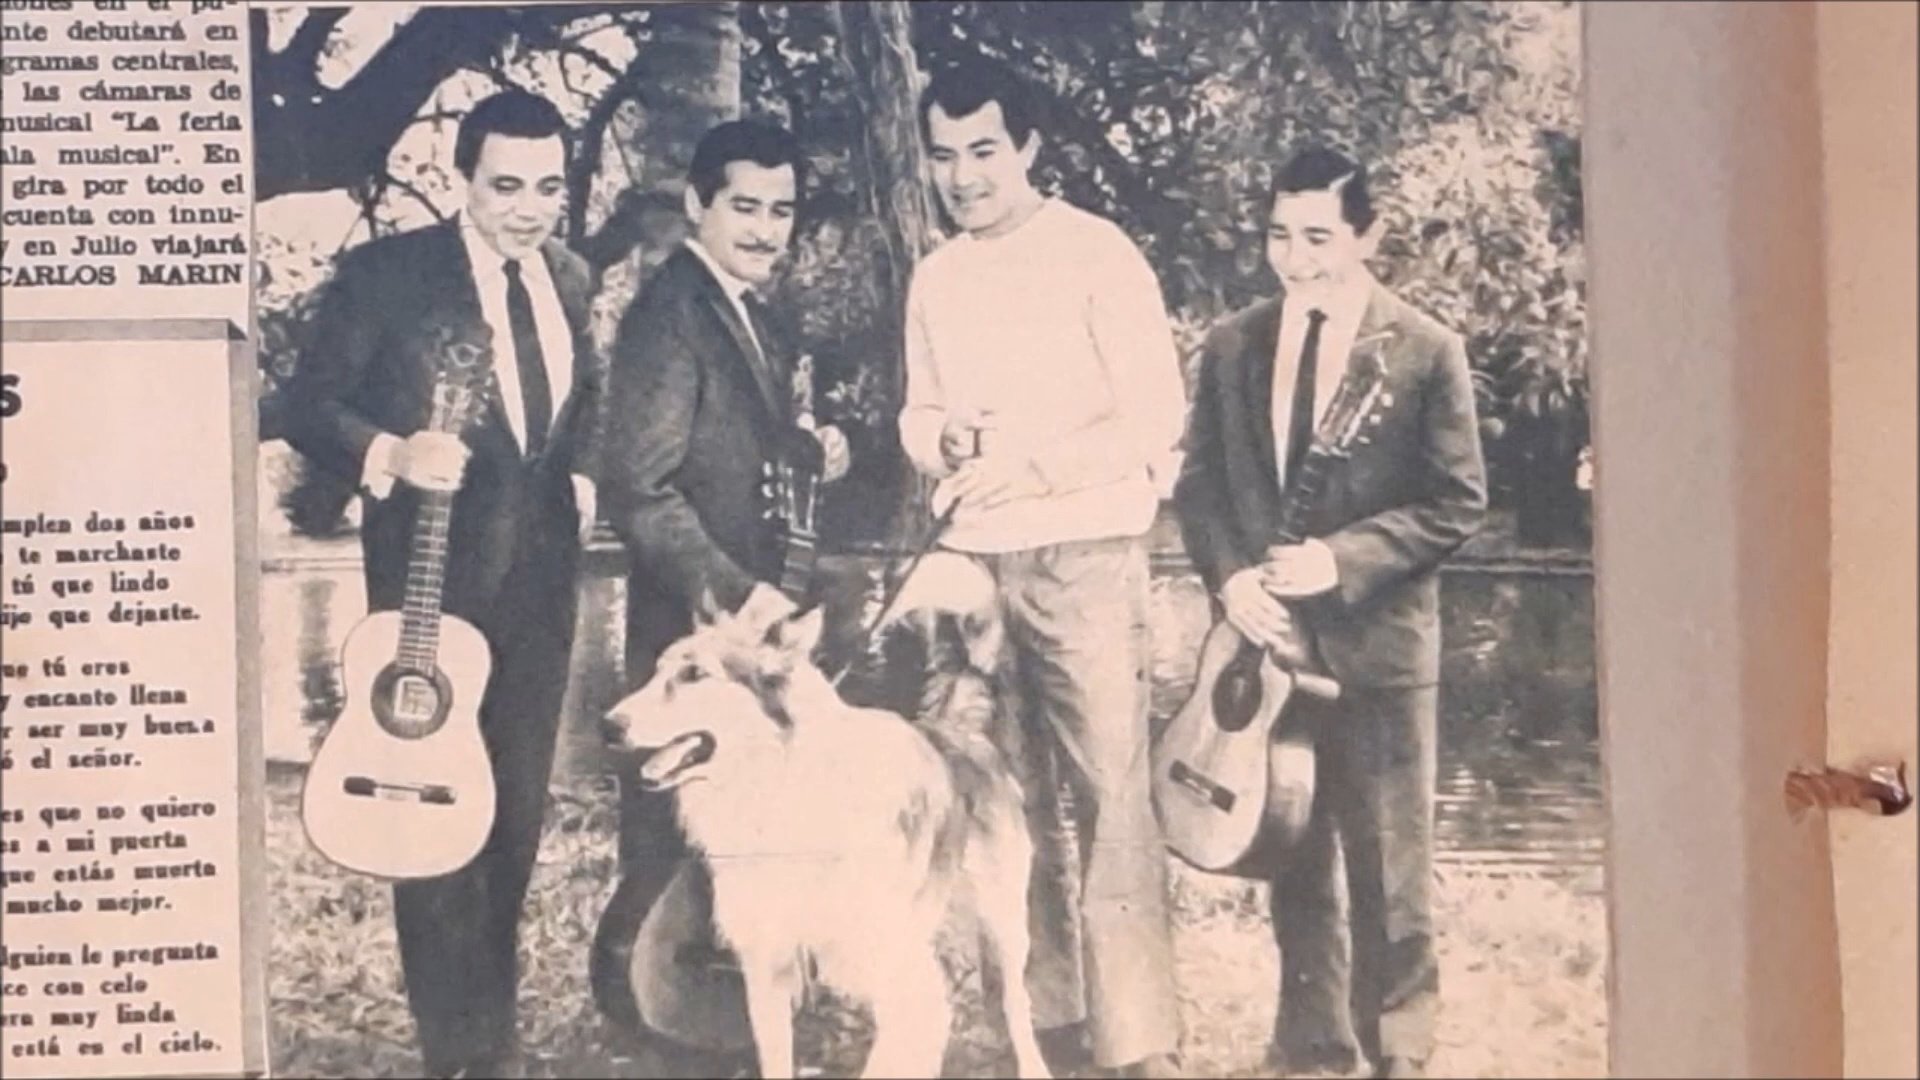 nte debutará en
gramas centrales,
las cámaras de
musical "La feria
ala musical". En
gira por todo el
cuenta con innu-
y en Julio viajará
CARLOS MARIN
S
mplen dos años
te marchaste
tú que lindo
ijo que dejaste.
ue tú eres
y encanto llena
r ser muy buena
ó el señor.
es que no quiero
es a mi puerta
que estás muerta
mucho mejor.
lguien le pregunta
ice con celo
era muy linda
está en el cielo.